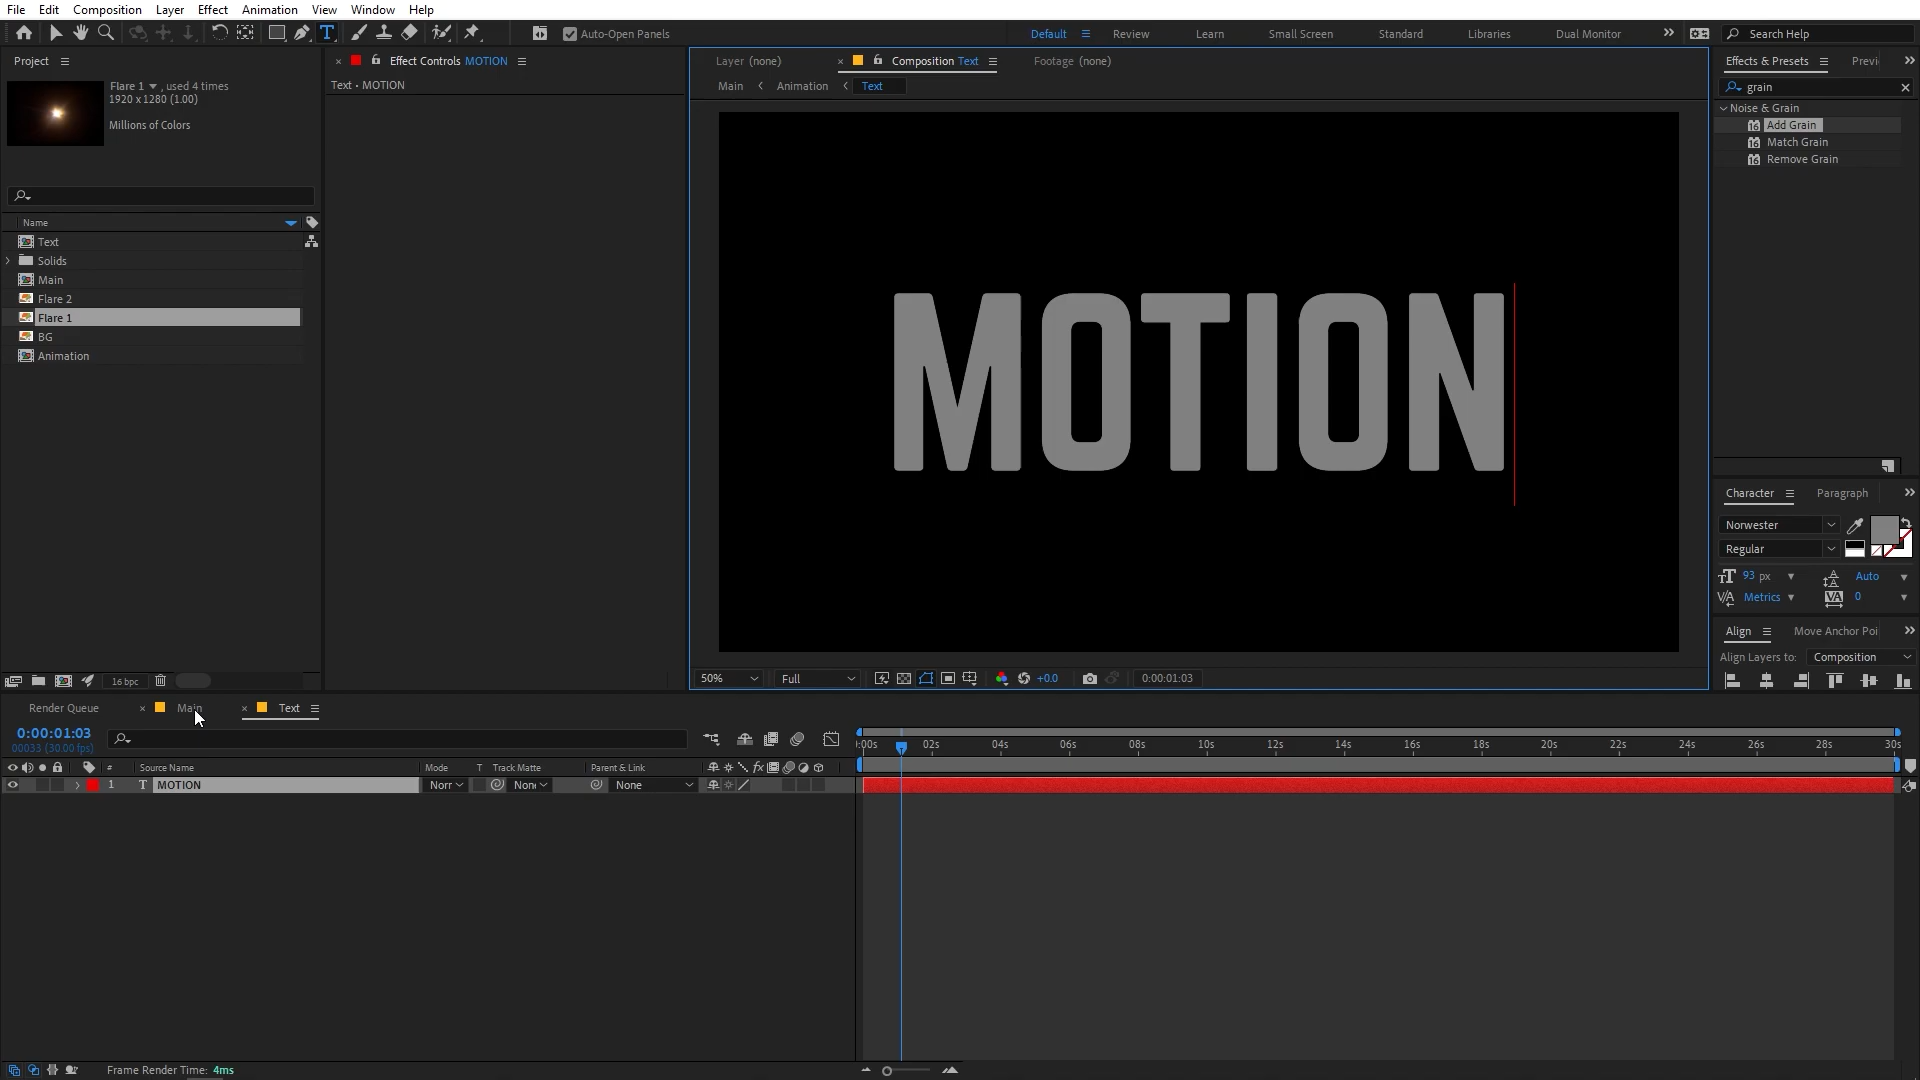 File Edit Composition Layer Effect Animation View Window Help
T Auto-Open Panels Default Review Learn Small Screen Standard Libraries Dual Monitor Search Help
Project
Flare 1 , used 4 times
1920 x 1280 (1.00)
Millions of Colors
Name
Text
Solids
Main
Flare 2
Flare 1
BG
Animation
16 bpc
Effect Controls MOTION
Text • MOTION
Layer (none) Composition Text Footage (none)
Main Animation Text
MOTION
50% Full +0.0 0:00:01:03
Effects & Presets Previ
grain
Noise & Grain
Add Grain
Match Grain
Remove Grain
Character Paragraph
Norwester
Regular
93 px Auto
Metrics 0
Align Move Anchor Poi
Align Layers to: Composition
Render Queue Main Text
0:00:01:03
00033 (30.00 fps)
:00s 02s 04s 06s 08s 10s 12s 14s 16s 18s 20s 22s 24s 26s 28s 30s
# Source Name Mode T Track Matte Parent & Link fx
1 T MOTION Norr None None
Frame Render Time: 4ms